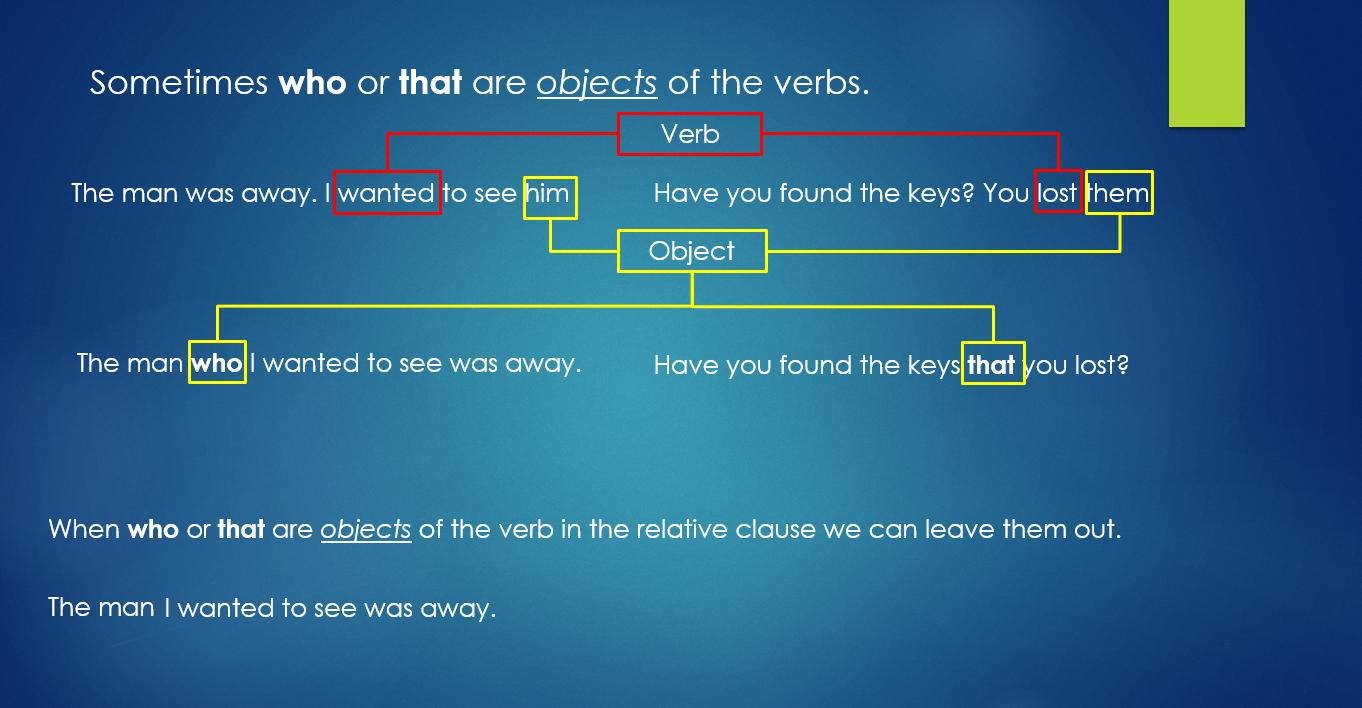 Sometimes who or that are objects of the verbs.
Verb
The man was away. I wanted to see him
Have you found the keys? You lost them
Object
The man who I wanted to see was away.
Have you found the keys that you lost?
When who or that are objects of the verb in the relative clause we can leave them out.
The man I wanted to see was away.